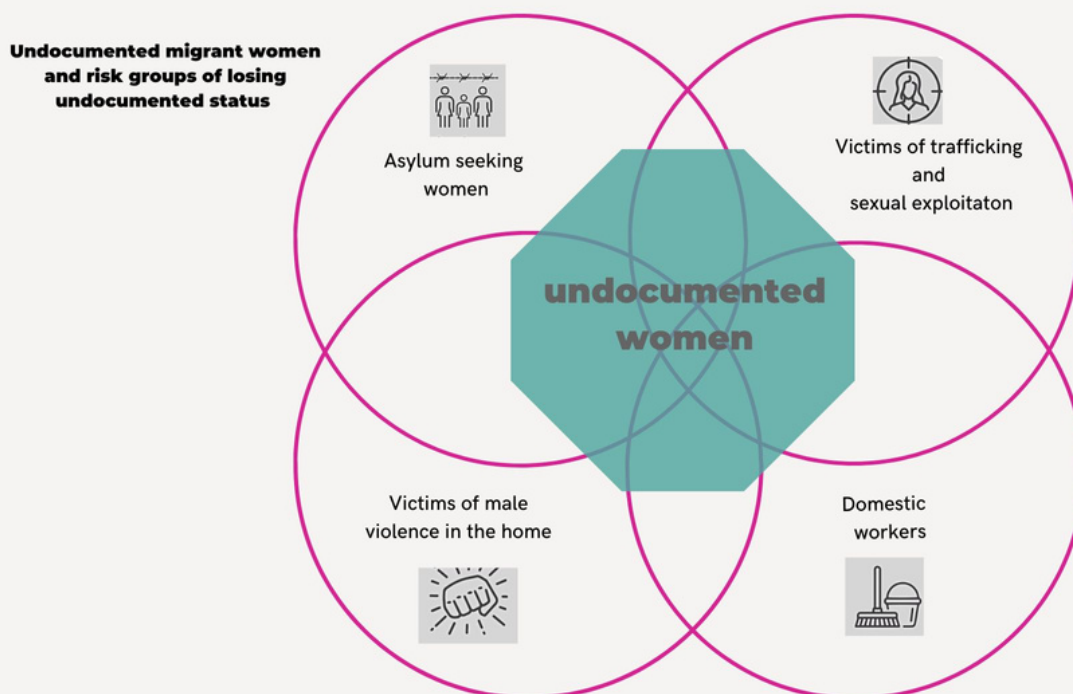 Undocumented migrant women
and risk groups of losing
undocumented status
Asylum seeking
women
Victims of trafficking
and
sexual exploitaton
undocumented
women
Victims of male
violence in the home
Domestic
workers